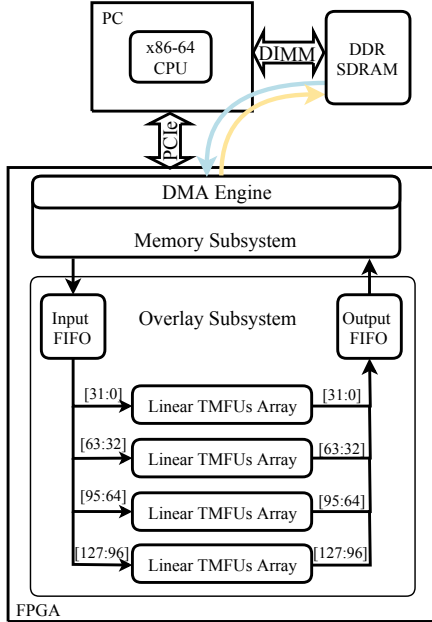 PC
x86-64
CPU
DIMM
DDR
SDRAM
PCIe
DMA Engine
Memory Subsystem
Input
FIFO
Overlay Subsystem
Output
FIFO
[31:0] Linear TMFUs Array [31:0]
[63:32] Linear TMFUs Array [63:32]
[95:64] Linear TMFUs Array [95:64]
[127:96] Linear TMFUs Array [127:96]
FPGA